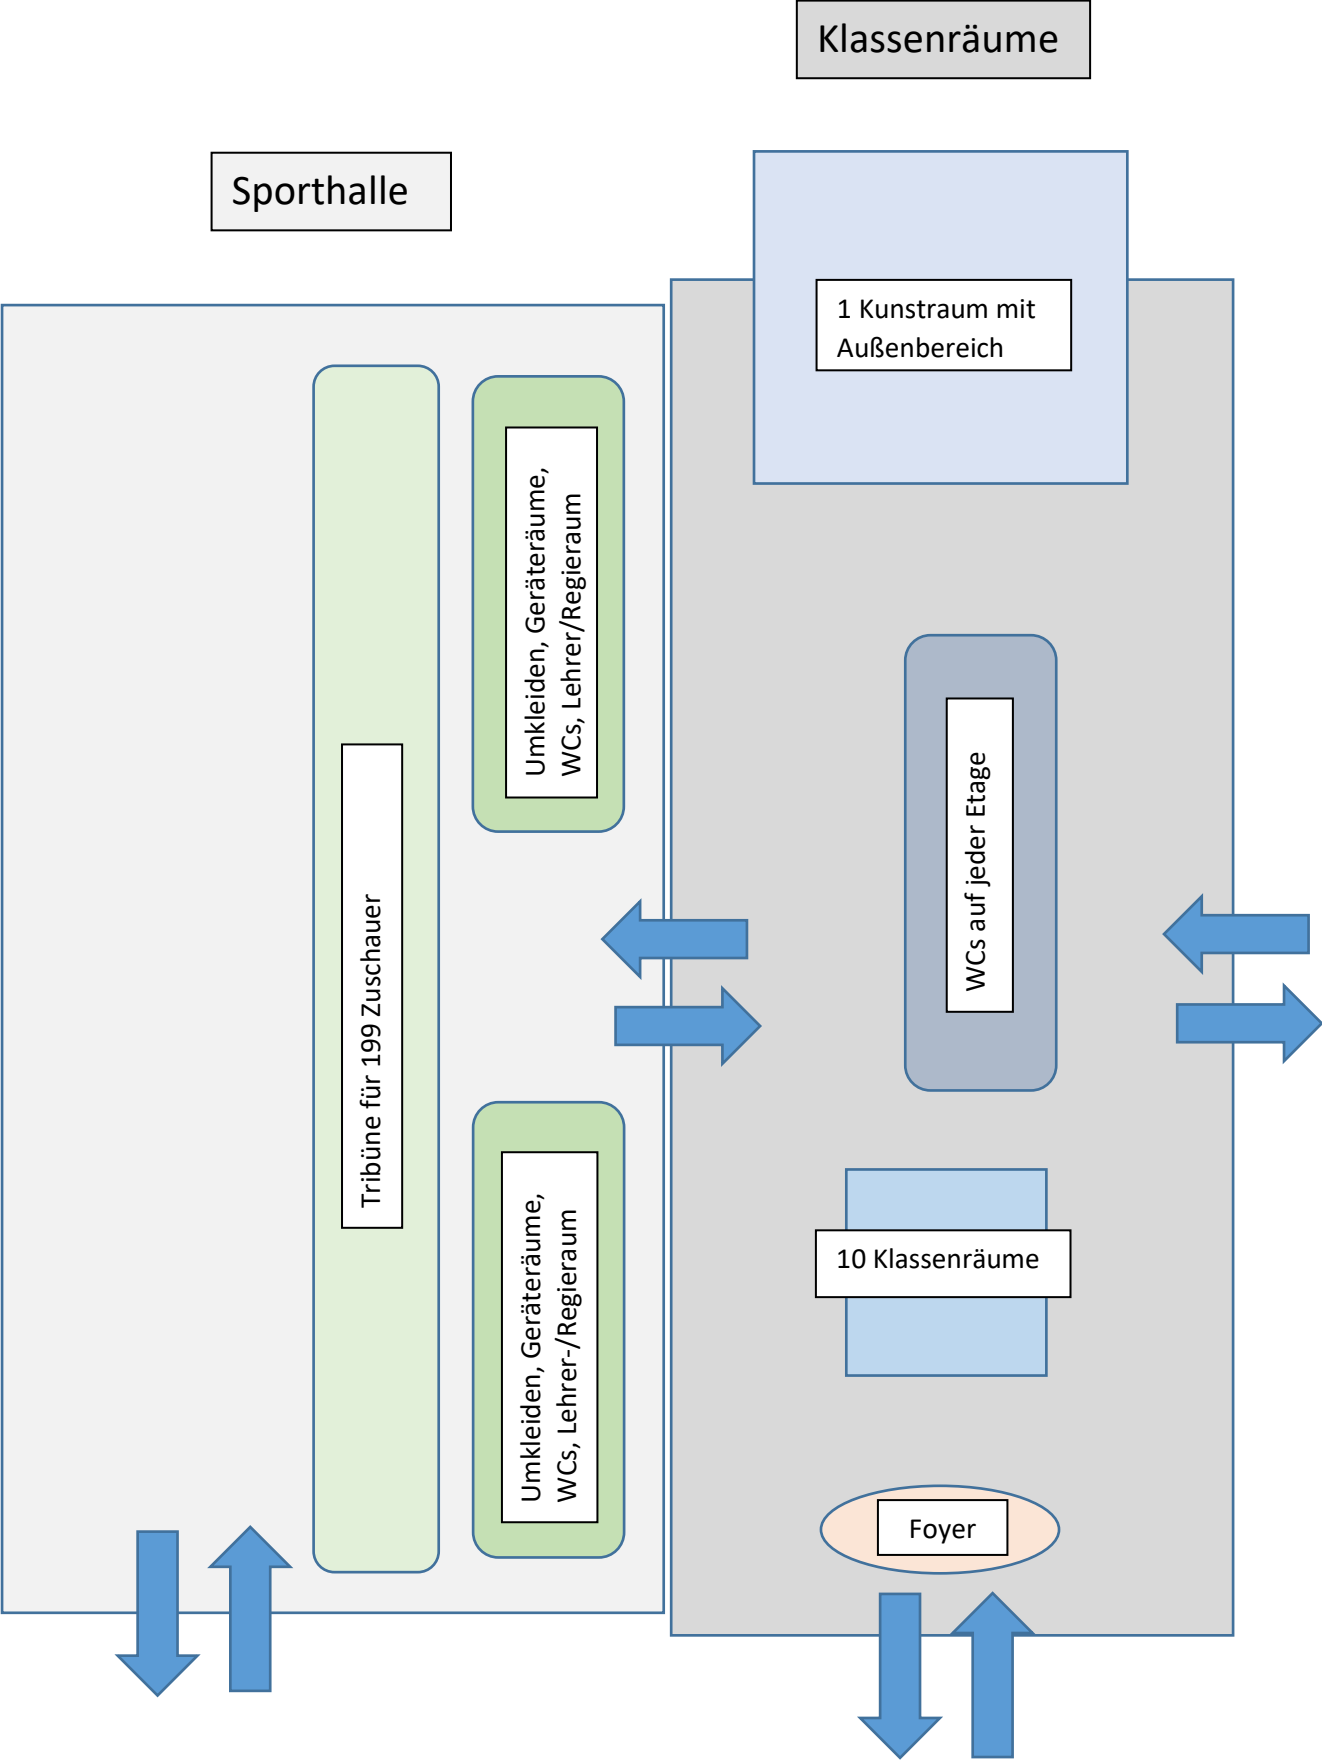 Klassenräume
Sporthalle
1 Kunstraum mit
Außenbereich
Umkleiden, Geräteräume,
WCs, Lehrer/Regieraum
WCs auf jeder Etage
Tribüne für 199 Zuschauer
Umkleiden, Geräteräume,
WCs, Lehrer-/Regieraum
10 Klassenräume
Foyer